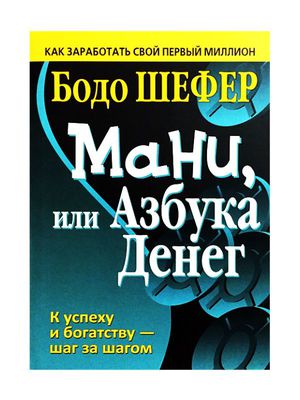 КАК ЗАРАБОТАТЬ СВОЙ ПЕРВЫЙ МИЛЛИОН
Бодо ШЕФЕР
Мани,
или Азбука
Денег
К успеху
и богатству —
шаг за шагом